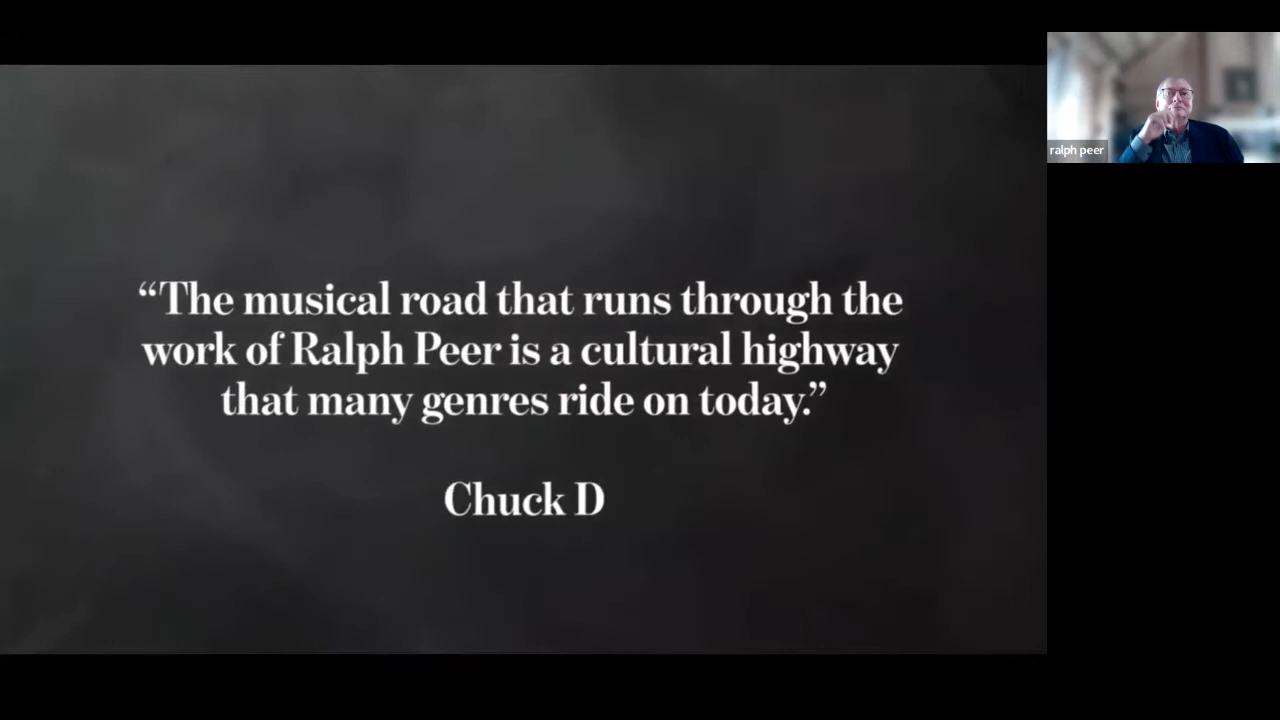 “The musical road that runs through the
work of Ralph Peer is a cultural highway
that many genres ride on today.”
Chuck D
ralph peer